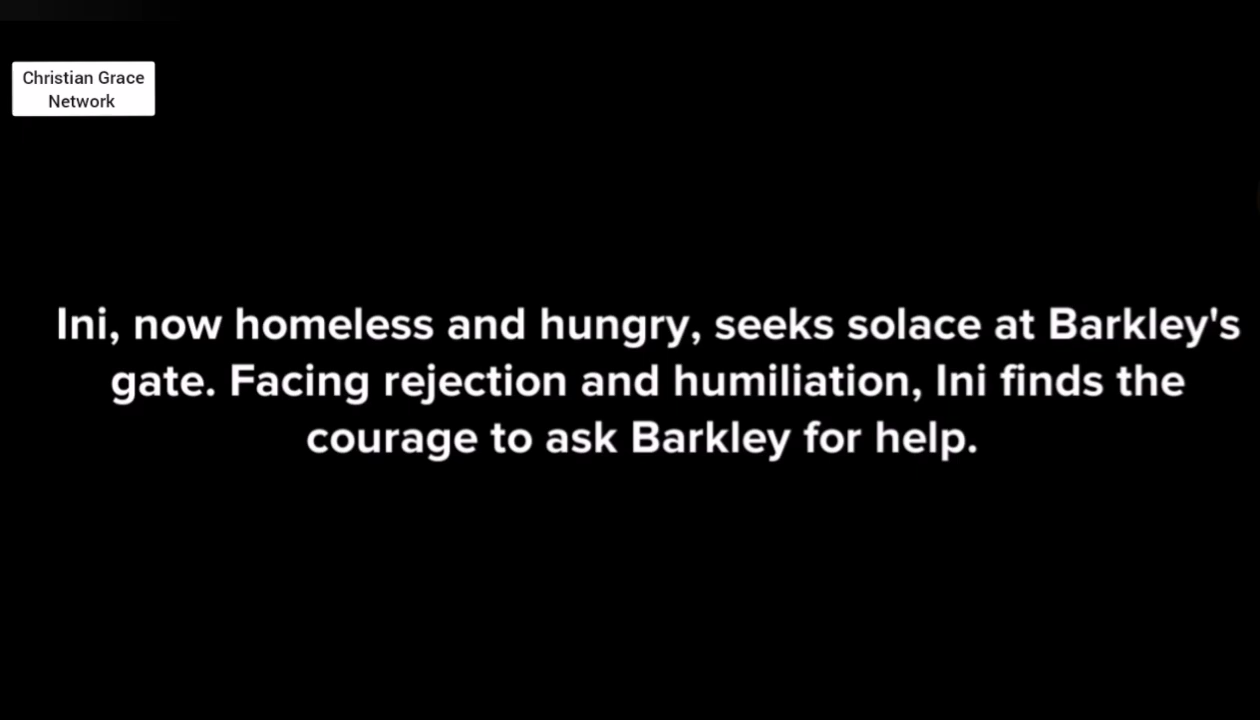 Christian Grace
Network
Ini, now homeless and hungry, seeks solace at Barkley's
gate. Facing rejection and humiliation, Ini finds the
courage to ask Barkley for help.